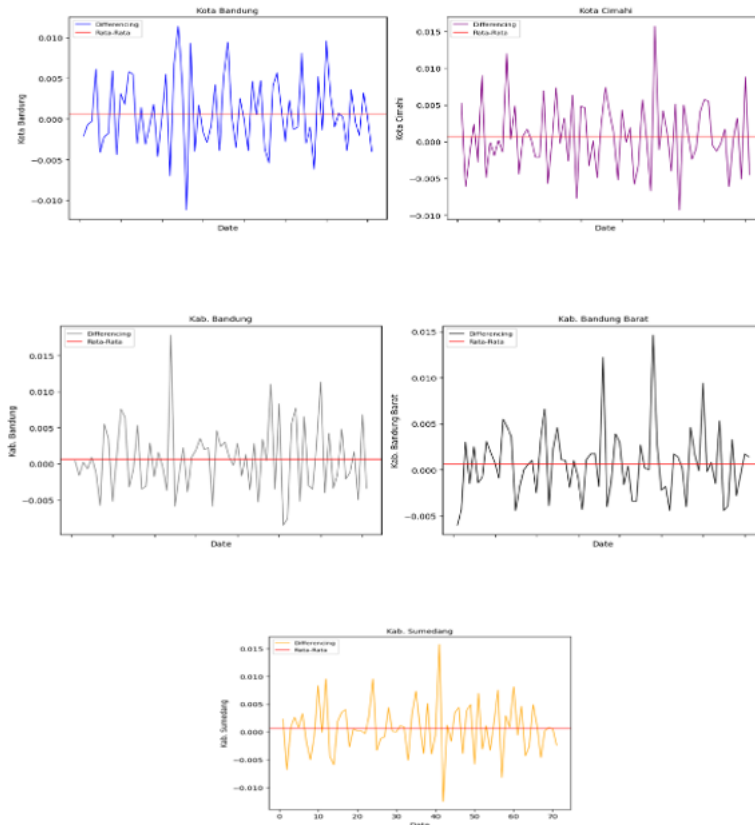 Kota Bandung
Differencing
Rata-Rata
0.010
0.005
0.000
−0.005
−0.010
Kota Bandung
Date
Kota Cimahi
Differencing
Rata-Rata
0.015
0.010
0.005
0.000
−0.005
−0.010
Kota Cimahi
Date
Kab. Bandung
Differencing
Rata-Rata
0.015
0.010
0.005
0.000
−0.005
Kab. Bandung
Date
Kab. Bandung Barat
Differencing
Rata-Rata
0.015
0.010
0.005
0.000
−0.005
Kab. Bandung Barat
Date
Kab. Sumedang
Differencing
Rata-Rata
0.015
0.010
0.005
0.000
−0.005
−0.010
Kab. Sumedang
0 10 20 30 40 50 60 70
Date